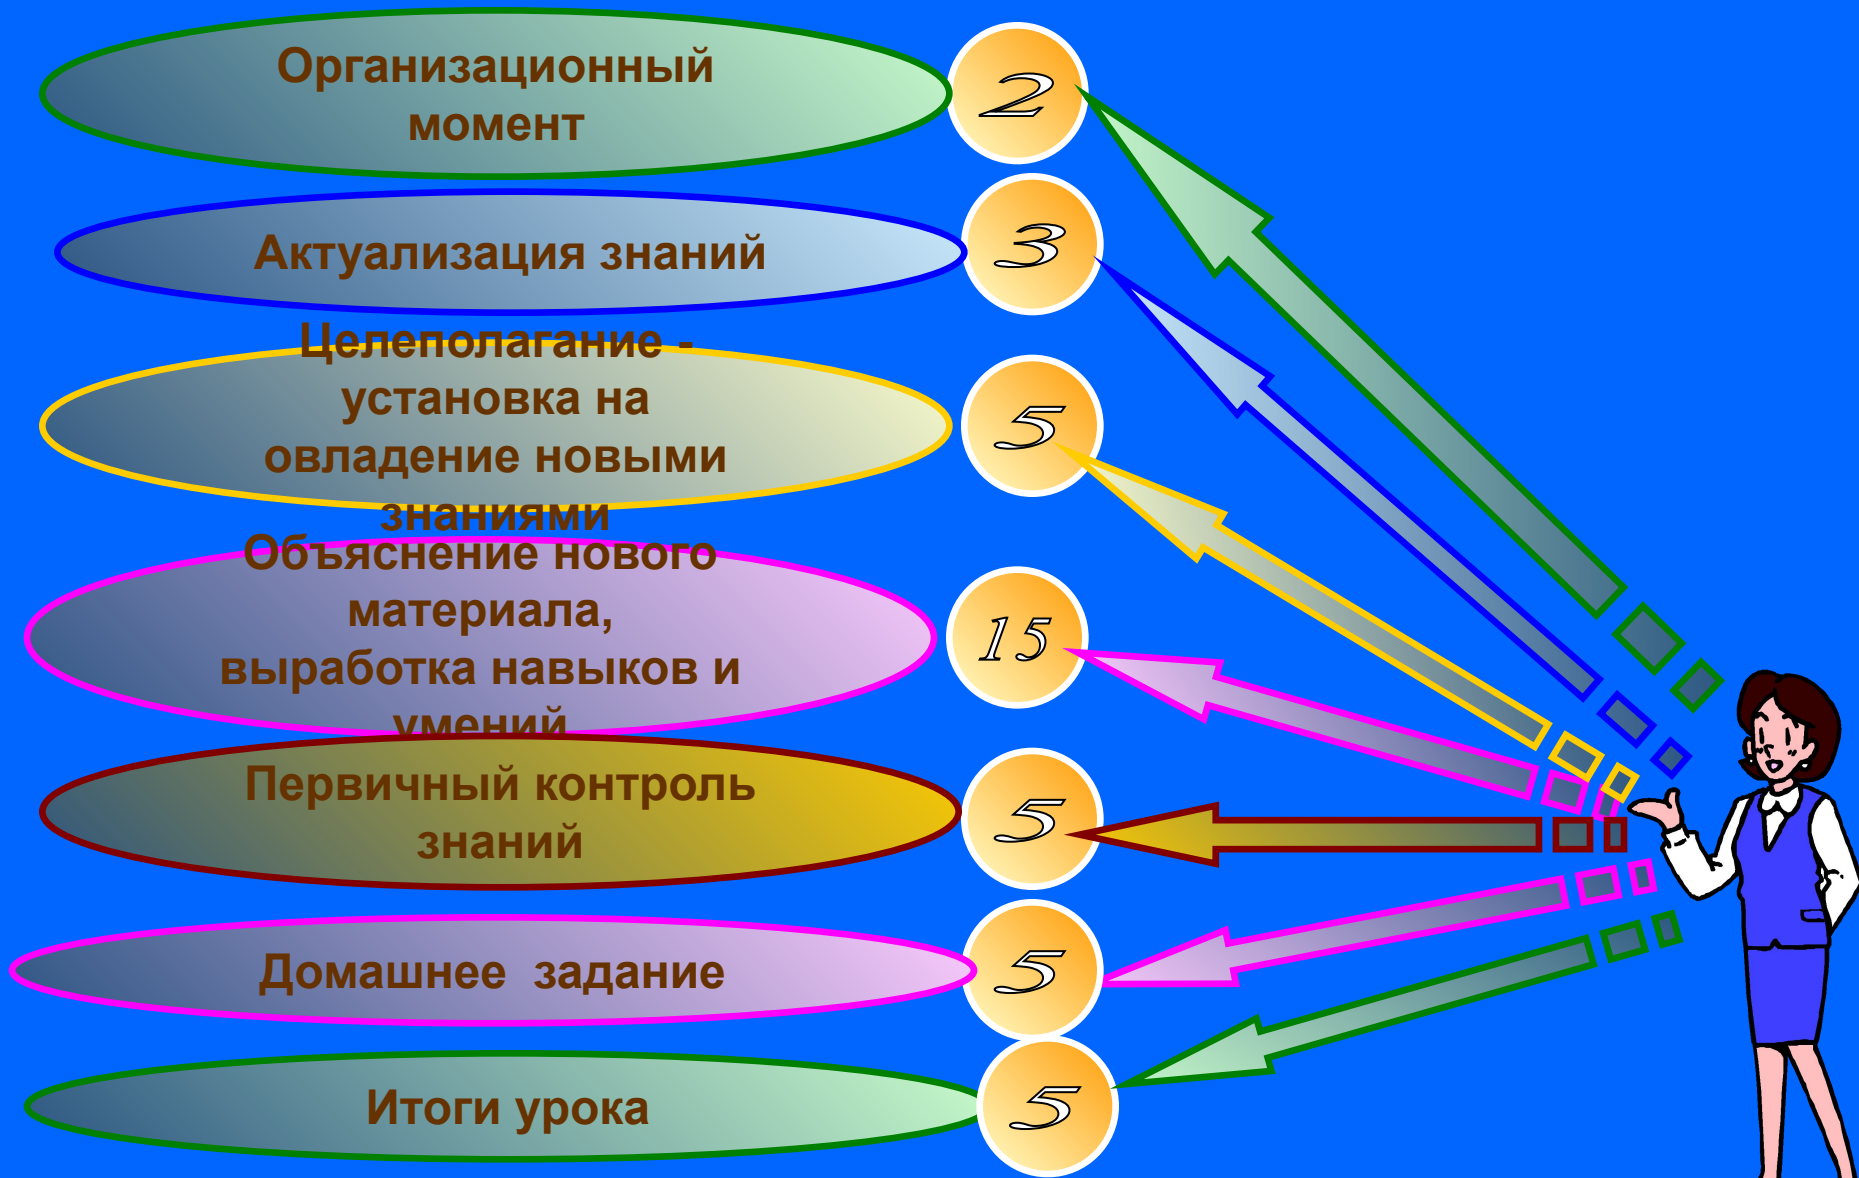 Организационный
момент
2
Актуализация знаний
3
Целеполагание -
установка на
овладение новыми
знаниями
5
Объяснение нового
материала,
выработка навыков и
умений
15
Первичный контроль
знаний
5
Домашнее задание
5
Итоги урока
5